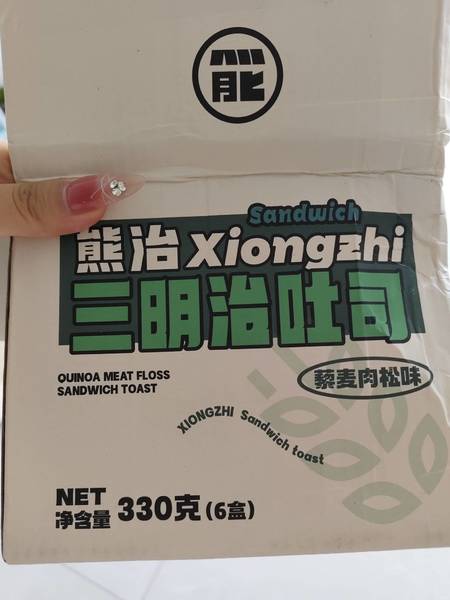 熊
Sandwich
熊治 Xiongzhi
三明治吐司
QUINOA MEAT FLOSS
SANDWICH TOAST
藜麦肉松味
XIONGZHI Sandwich toast
NET
净含量 330克 (6盒)